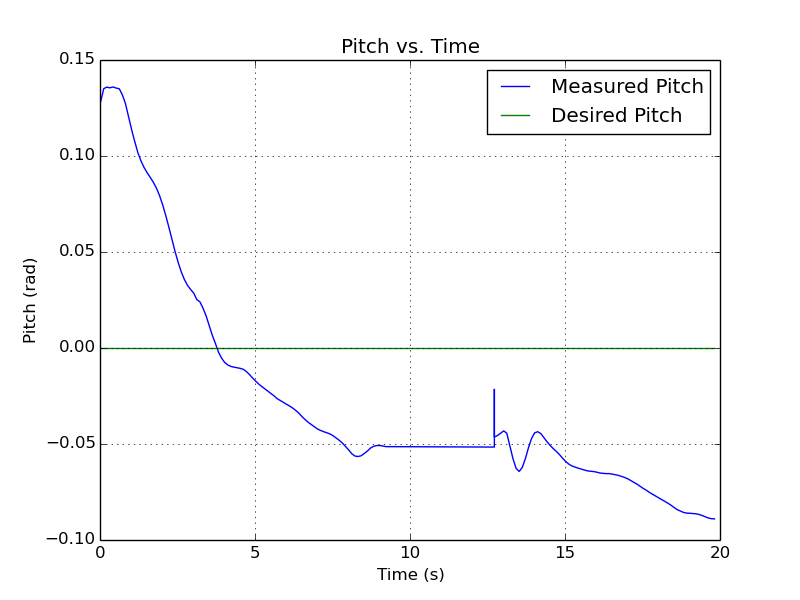 Pitch vs. Time
Measured Pitch
Desired Pitch
0.15
0.10
0.05
0.00
−0.05
−0.10
Pitch (rad)
0 5 10 15 20
Time (s)